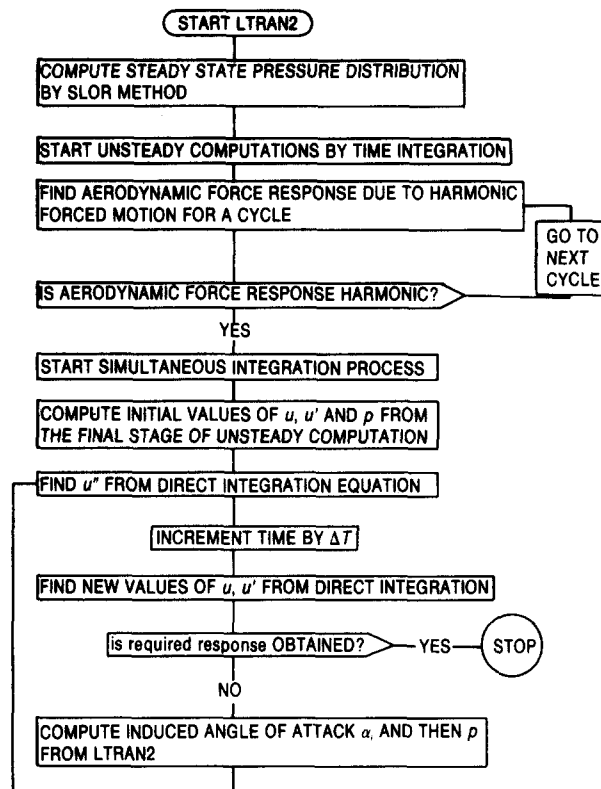 START LTRAN2
COMPUTE STEADY STATE PRESSURE DISTRIBUTION
BY SLOR METHOD
START UNSTEADY COMPUTATIONS BY TIME INTEGRATION
FIND AERODYNAMIC FORCE RESPONSE DUE TO HARMONIC
FORCED MOTION FOR A CYCLE
GO TO
NEXT
CYCLE
IS AERODYNAMIC FORCE RESPONSE HARMONIC?
YES
START SIMULTANEOUS INTEGRATION PROCESS
COMPUTE INITIAL VALUES OF u, u' AND p FROM
THE FINAL STAGE OF UNSTEADY COMPUTATION
FIND u" FROM DIRECT INTEGRATION EQUATION
INCREMENT TIME BY ΔT
FIND NEW VALUES OF u, u' FROM DIRECT INTEGRATION
is required response OBTAINED?
YES
STOP
NO
COMPUTE INDUCED ANGLE OF ATTACK α, AND THEN p
FROM LTRAN2